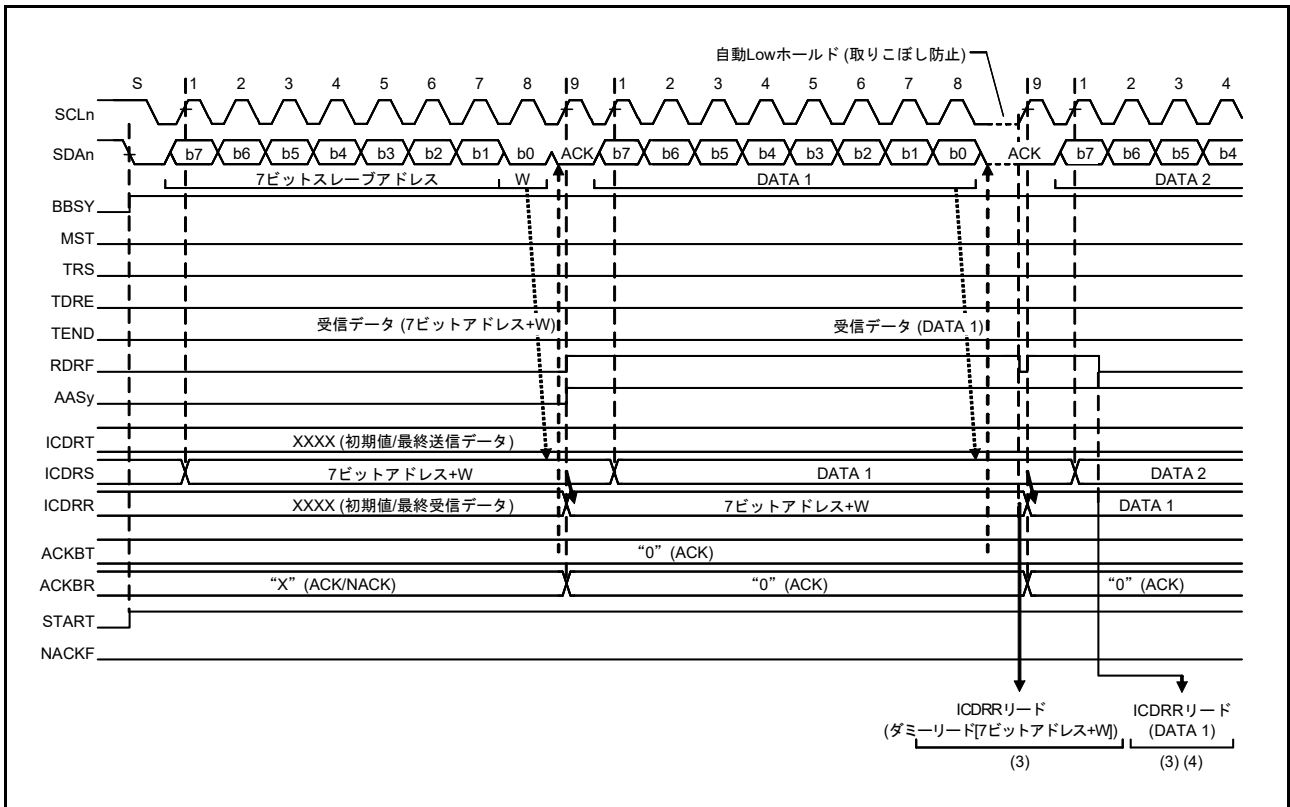 自動Lowホールド (取りこぼし防止)
S 1 2 3 4 5 6 7 8 9 1 2 3 4 5 6 7 8 9 1 2 3 4
SCLn
SDAn b7 b6 b5 b4 b3 b2 b1 b0 ACK b7 b6 b5 b4 b3 b2 b1 b0 ACK b7 b6 b5 b4
7ビットスレーブアドレス W DATA 1 DATA 2
BBSY
MST
TRS
TDRE
TEND
受信データ (7ビットアドレス+W) 受信データ (DATA 1)
RDRF
AASy
ICDRT XXXX (初期値/最終送信データ)
ICDRS 7ビットアドレス+W DATA 1 DATA 2
ICDRR XXXX (初期値/最終受信データ) 7ビットアドレス+W DATA 1
ACKBT “0” (ACK)
ACKBR “X” (ACK/NACK) “0” (ACK) “0” (ACK)
START
NACKF
ICDRRリード ICDRRリード
(ダミーリード[7ビットアドレス+W]) (DATA 1)
(3) (3) (4)